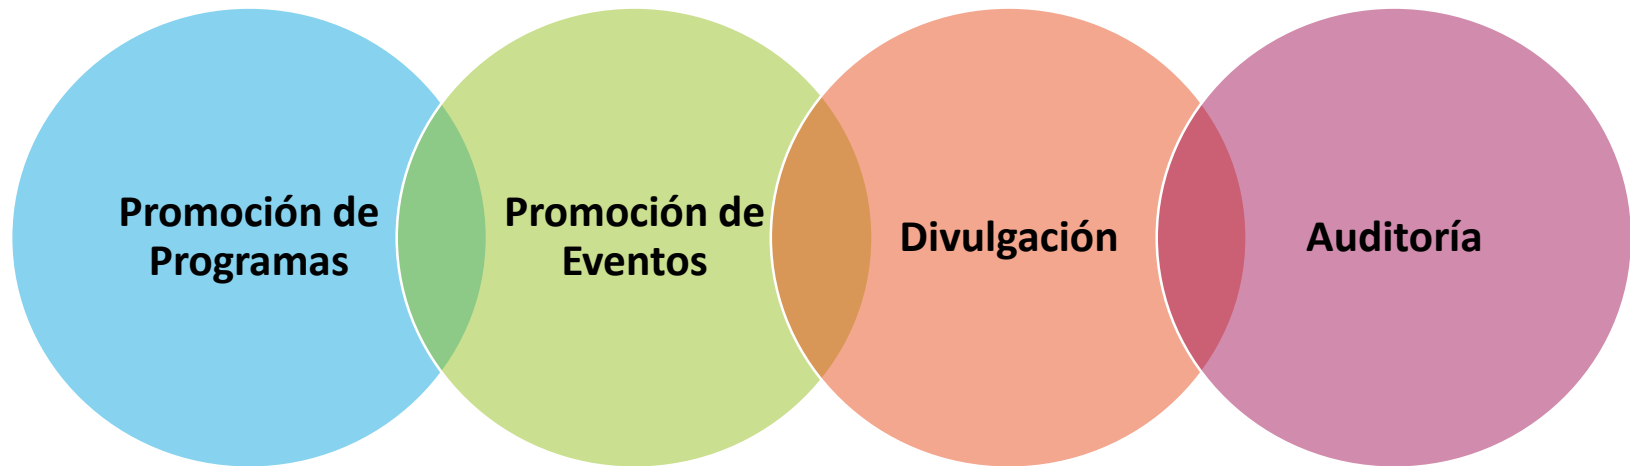 Promoción de
Programas
Promoción de
Eventos
Divulgación
Auditoría